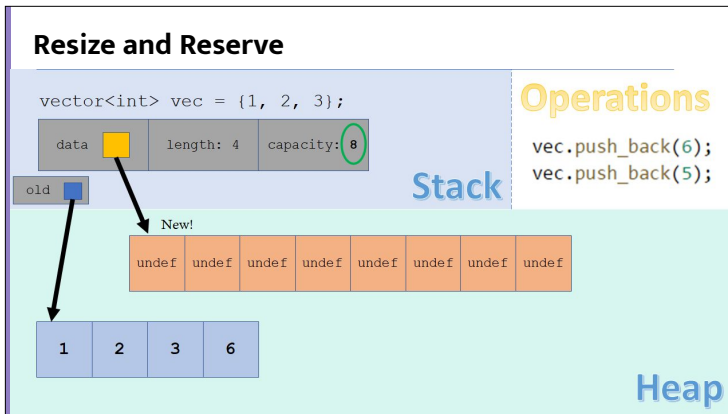 Resize and Reserve
vector<int> vec = {1, 2, 3};
data
length: 4
capacity: 8
old
Stack
Operations
vec.push_back(6);
vec.push_back(5);
New!
undef undef undef undef undef undef undef undef
1 2 3 6
Heap